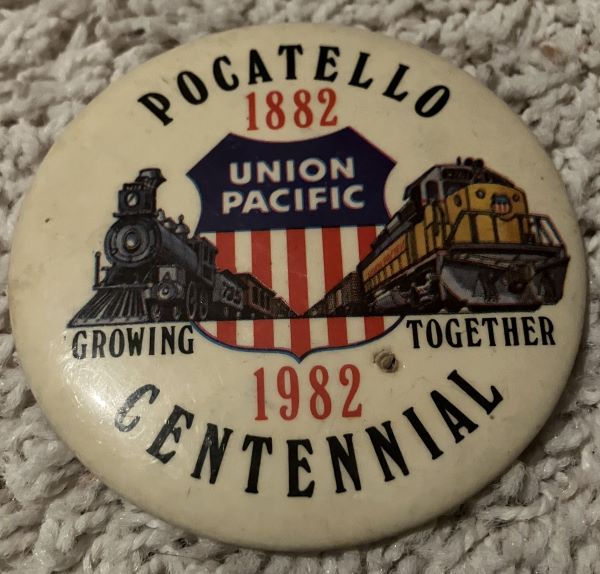 POCATELLO
1882
UNION
PACIFIC
GROWING TOGETHER
1982
CENTENNIAL